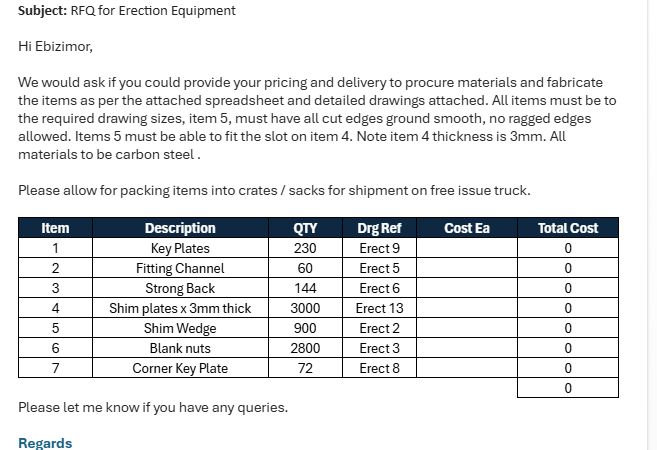 Subject: RFQ for Erection Equipment
Hi Ebizimor,
We would ask if you could provide your pricing and delivery to procure materials and fabricate
the items as per the attached spreadsheet and detailed drawings attached. All items must be to
the required drawing sizes, item 5, must have all cut edges ground smooth, no ragged edges
allowed. Items 5 must be able to fit the slot on item 4. Note item 4 thickness is 3mm. All
materials to be carbon steel .
Please allow for packing items into crates / sacks for shipment on free issue truck.
Item Description QTY Drg Ref Cost Ea Total Cost
1 Key Plates 230 Erect 9 0
2 Fitting Channel 60 Erect 5 0
3 Strong Back 144 Erect 6 0
4 Shim plates x 3mm thick 3000 Erect 13 0
5 Shim Wedge 900 Erect 2 0
6 Blank nuts 2800 Erect 3 0
7 Corner Key Plate 72 Erect 8 0
0
Please let me know if you have any queries.
Regards